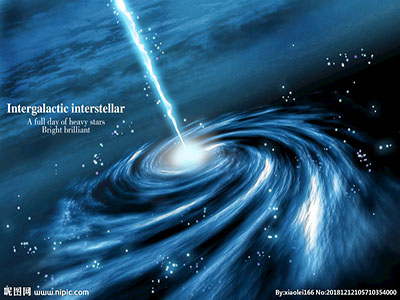 Intergalactic interstellar
A full day of heavy stars
Bright brilliant
昵图网
www.nipic.com
By:xiaolei166 No:20181212105710354000